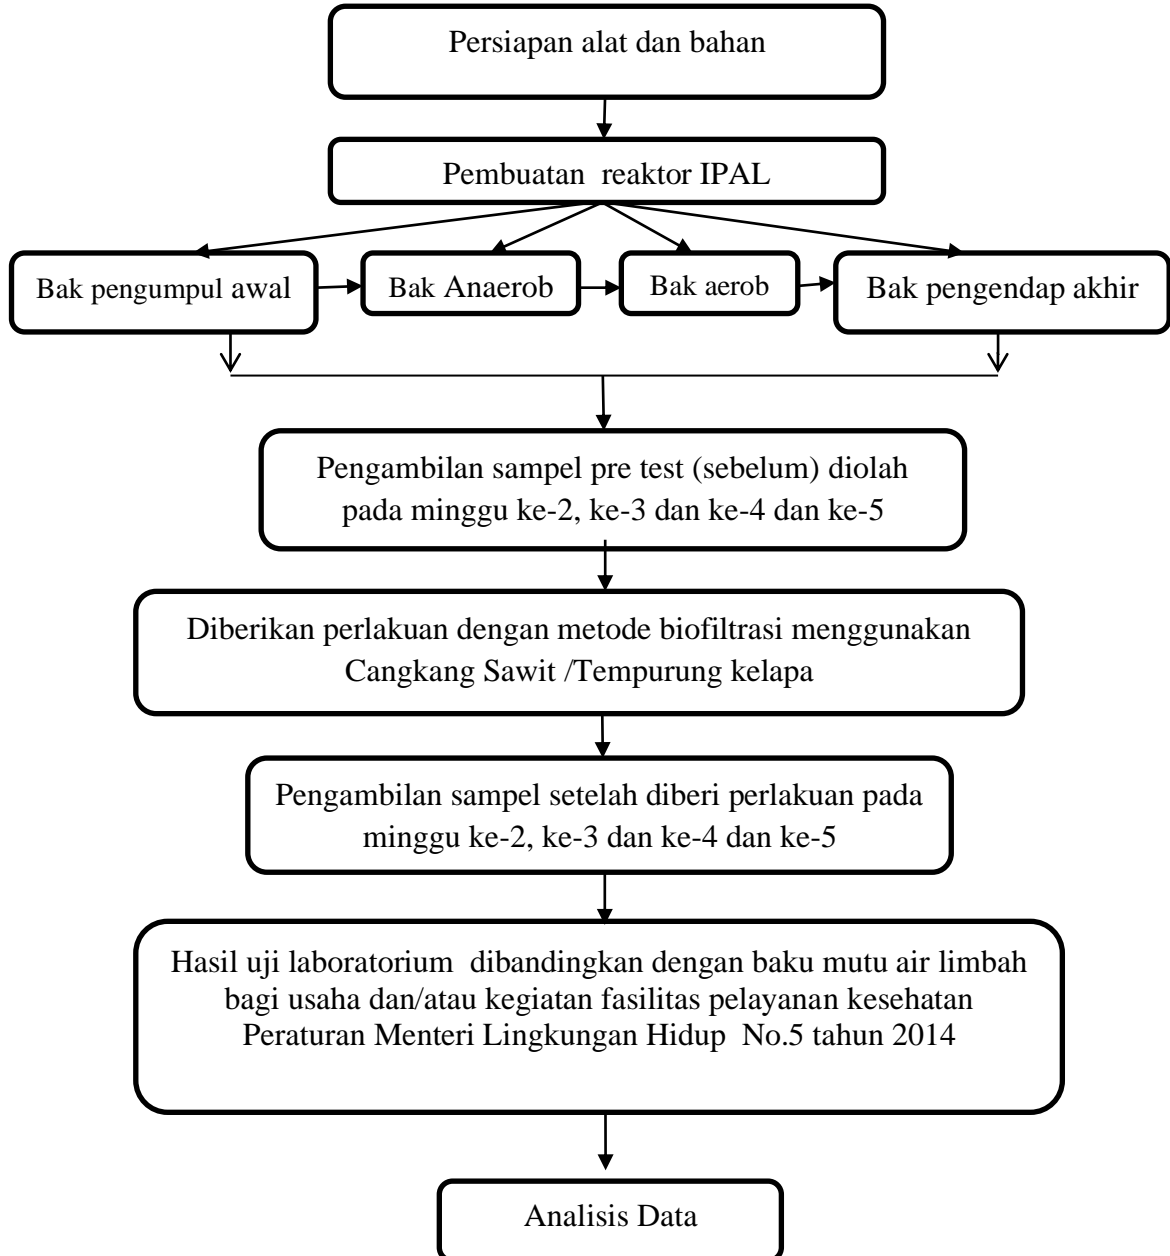 Persiapan alat dan bahan
Pembuatan reaktor IPAL
Bak pengumpul awal
Bak Anaerob
Bak aerob
Bak pengendap akhir
Pengambilan sampel pre test (sebelum) diolah
pada minggu ke-2, ke-3 dan ke-4 dan ke-5
Diberikan perlakuan dengan metode biofiltrasi menggunakan
Cangkang Sawit /Tempurung kelapa
Pengambilan sampel setelah diberi perlakuan pada
minggu ke-2, ke-3 dan ke-4 dan ke-5
Hasil uji laboratorium dibandingkan dengan baku mutu air limbah
bagi usaha dan/atau kegiatan fasilitas pelayanan kesehatan
Peraturan Menteri Lingkungan Hidup No.5 tahun 2014
Analisis Data